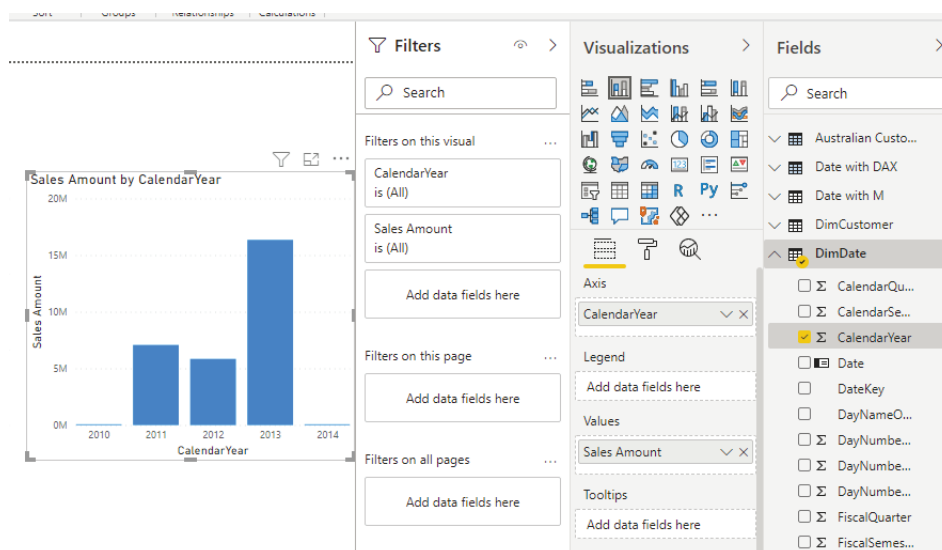 Sort
Groups
Relationships
Calculations
Filters
Search
Filters on this visual
...
CalendarYear
is (All)
Sales Amount
is (All)
Add data fields here
Filters on this page
...
Add data fields here
Filters on all pages
...
Add data fields here
Sales Amount by CalendarYear
20M
15M
10M
5M
0M
Sales Amount
2010 2011 2012 2013 2014
CalendarYear
Visualizations
123
R Py
...
Axis
CalendarYear
Legend
Add data fields here
Values
Sales Amount
Tooltips
Add data fields here
Fields
Search
Australian Custo...
Date with DAX
Date with M
DimCustomer
DimDate
Σ CalendarQu...
Σ CalendarSe...
Σ CalendarYear
Date
DateKey
DayNameO...
Σ DayNumbe...
Σ DayNumbe...
Σ DayNumbe...
Σ FiscalQuarter
Σ FiscalSemes...